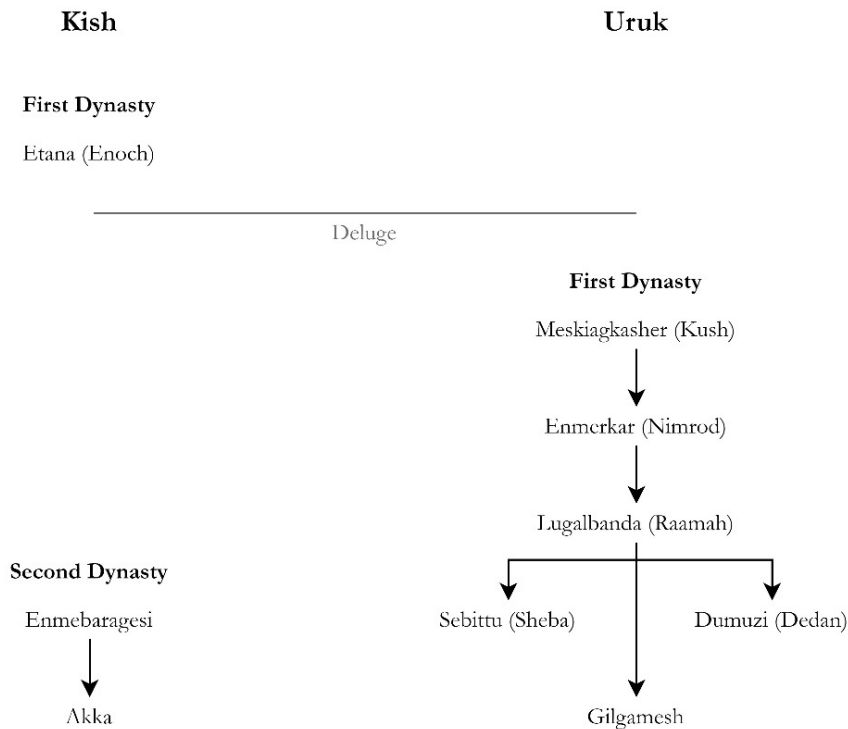 Kish
Uruk
First Dynasty
Etana (Enoch)
Deluge
First Dynasty
Meskiagkasher (Kush)
Enmerkar (Nimrod)
Lugalbanda (Raamah)
Second Dynasty
Enmebaragesi
Sebittu (Sheba)
Dumuzi (Dedan)
Akka
Gilgamesh